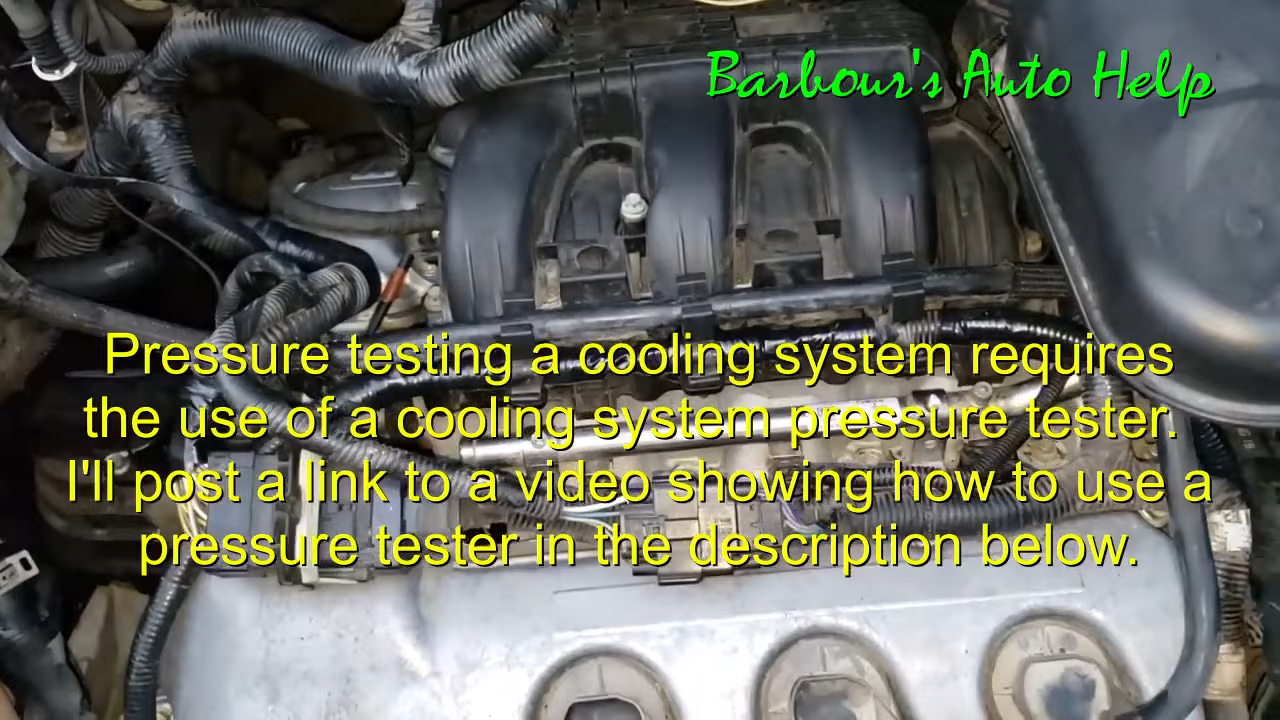 Barbour's Auto Help
Pressure testing a cooling system requires
the use of a cooling system pressure tester.
I'll post a link to a video showing how to use a
pressure tester in the description below.